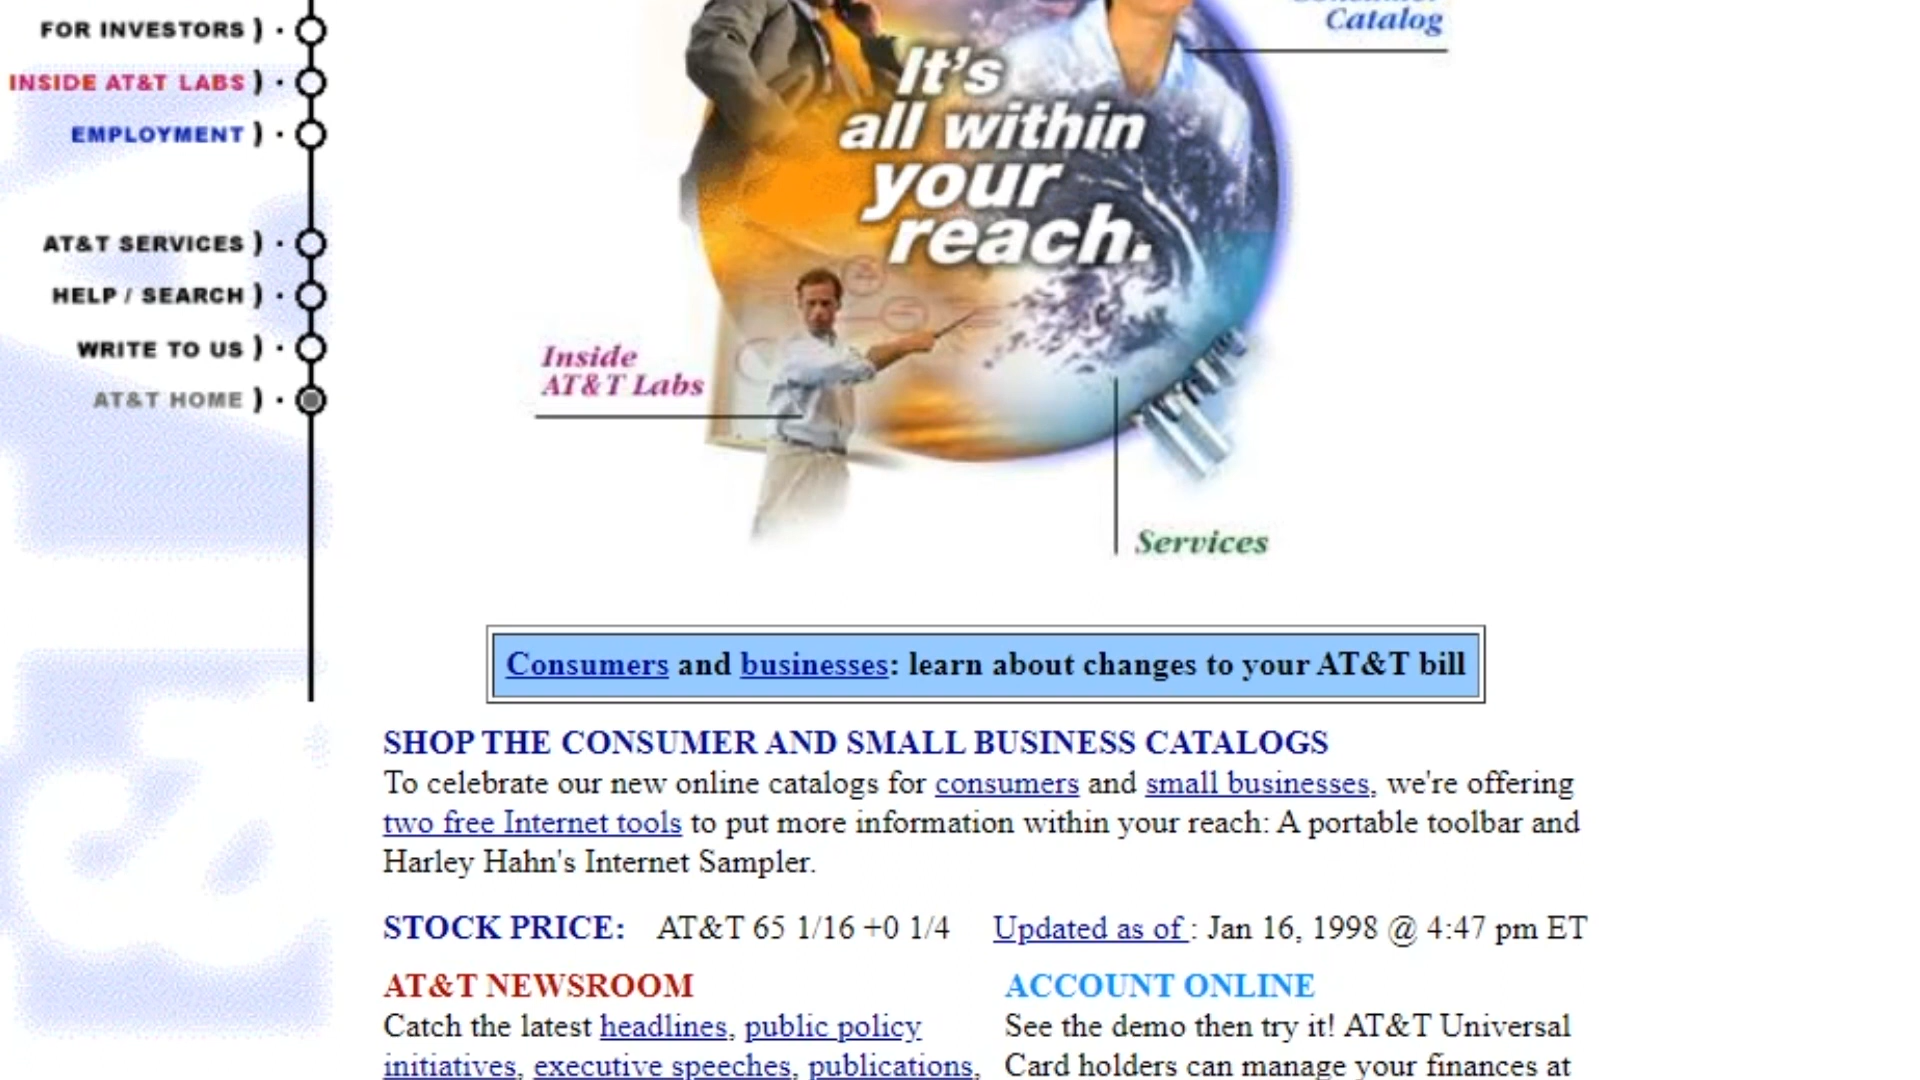 FOR INVESTORS ) ·
INSIDE AT&T LABS ) ·
EMPLOYMENT ) ·
AT&T SERVICES ) ·
HELP / SEARCH ) ·
WRITE TO US ) ·
AT&T HOME ) ·
Consumer
Catalog
It's
all within
your
reach.
Inside
AT&T Labs
Services
Consumers and businesses: learn about changes to your AT&T bill
SHOP THE CONSUMER AND SMALL BUSINESS CATALOGS
To celebrate our new online catalogs for consumers and small businesses, we're offering
two free Internet tools to put more information within your reach: A portable toolbar and
Harley Hahn's Internet Sampler.
STOCK PRICE: AT&T 65 1/16 +0 1/4 Updated as of : Jan 16, 1998 @ 4:47 pm ET
AT&T NEWSROOM
Catch the latest headlines, public policy
initiatives, executive speeches, publications,
ACCOUNT ONLINE
See the demo then try it! AT&T Universal
Card holders can manage your finances at